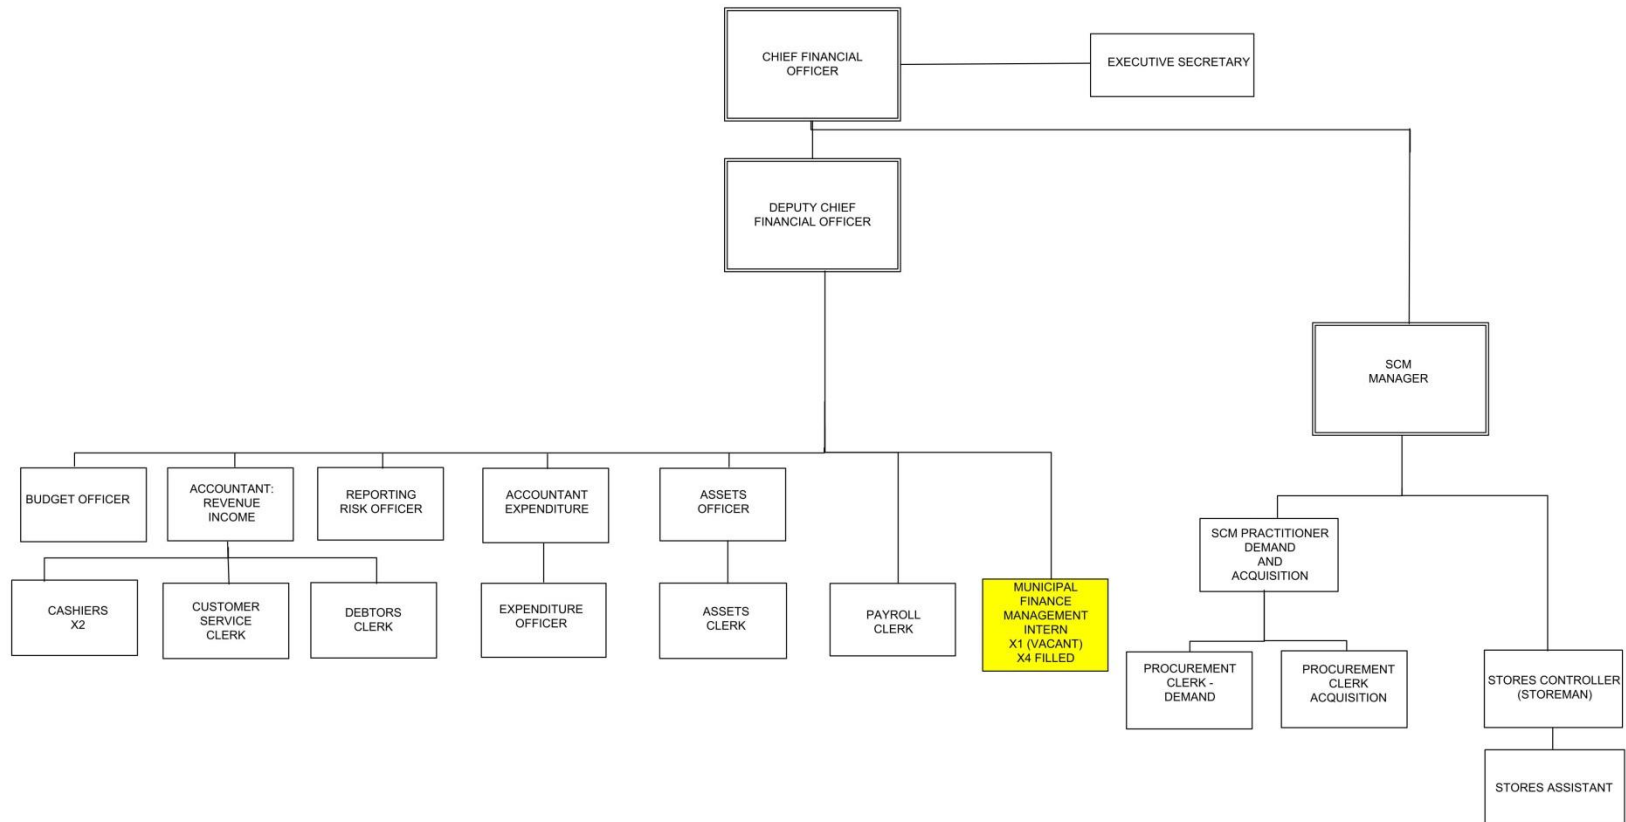 CHIEF FINANCIAL
OFFICER
EXECUTIVE SECRETARY
DEPUTY CHIEF
FINANCIAL OFFICER
SCM
MANAGER
BUDGET OFFICER
ACCOUNTANT:
REVENUE
INCOME
REPORTING
RISK OFFICER
ACCOUNTANT
EXPENDITURE
ASSETS
OFFICER
SCM PRACTITIONER
DEMAND
AND
ACQUISITION
CASHIERS
X2
CUSTOMER
SERVICE
CLERK
DEBTORS
CLERK
EXPENDITURE
OFFICER
ASSETS
CLERK
PAYROLL
CLERK
MUNICIPAL
FINANCE
MANAGEMENT
INTERN
X1 (VACANT)
X4 FILLED
PROCUREMENT
CLERK -
DEMAND
PROCUREMENT
CLERK
ACQUISITION
STORES CONTROLLER
(STOREMAN)
STORES ASSISTANT